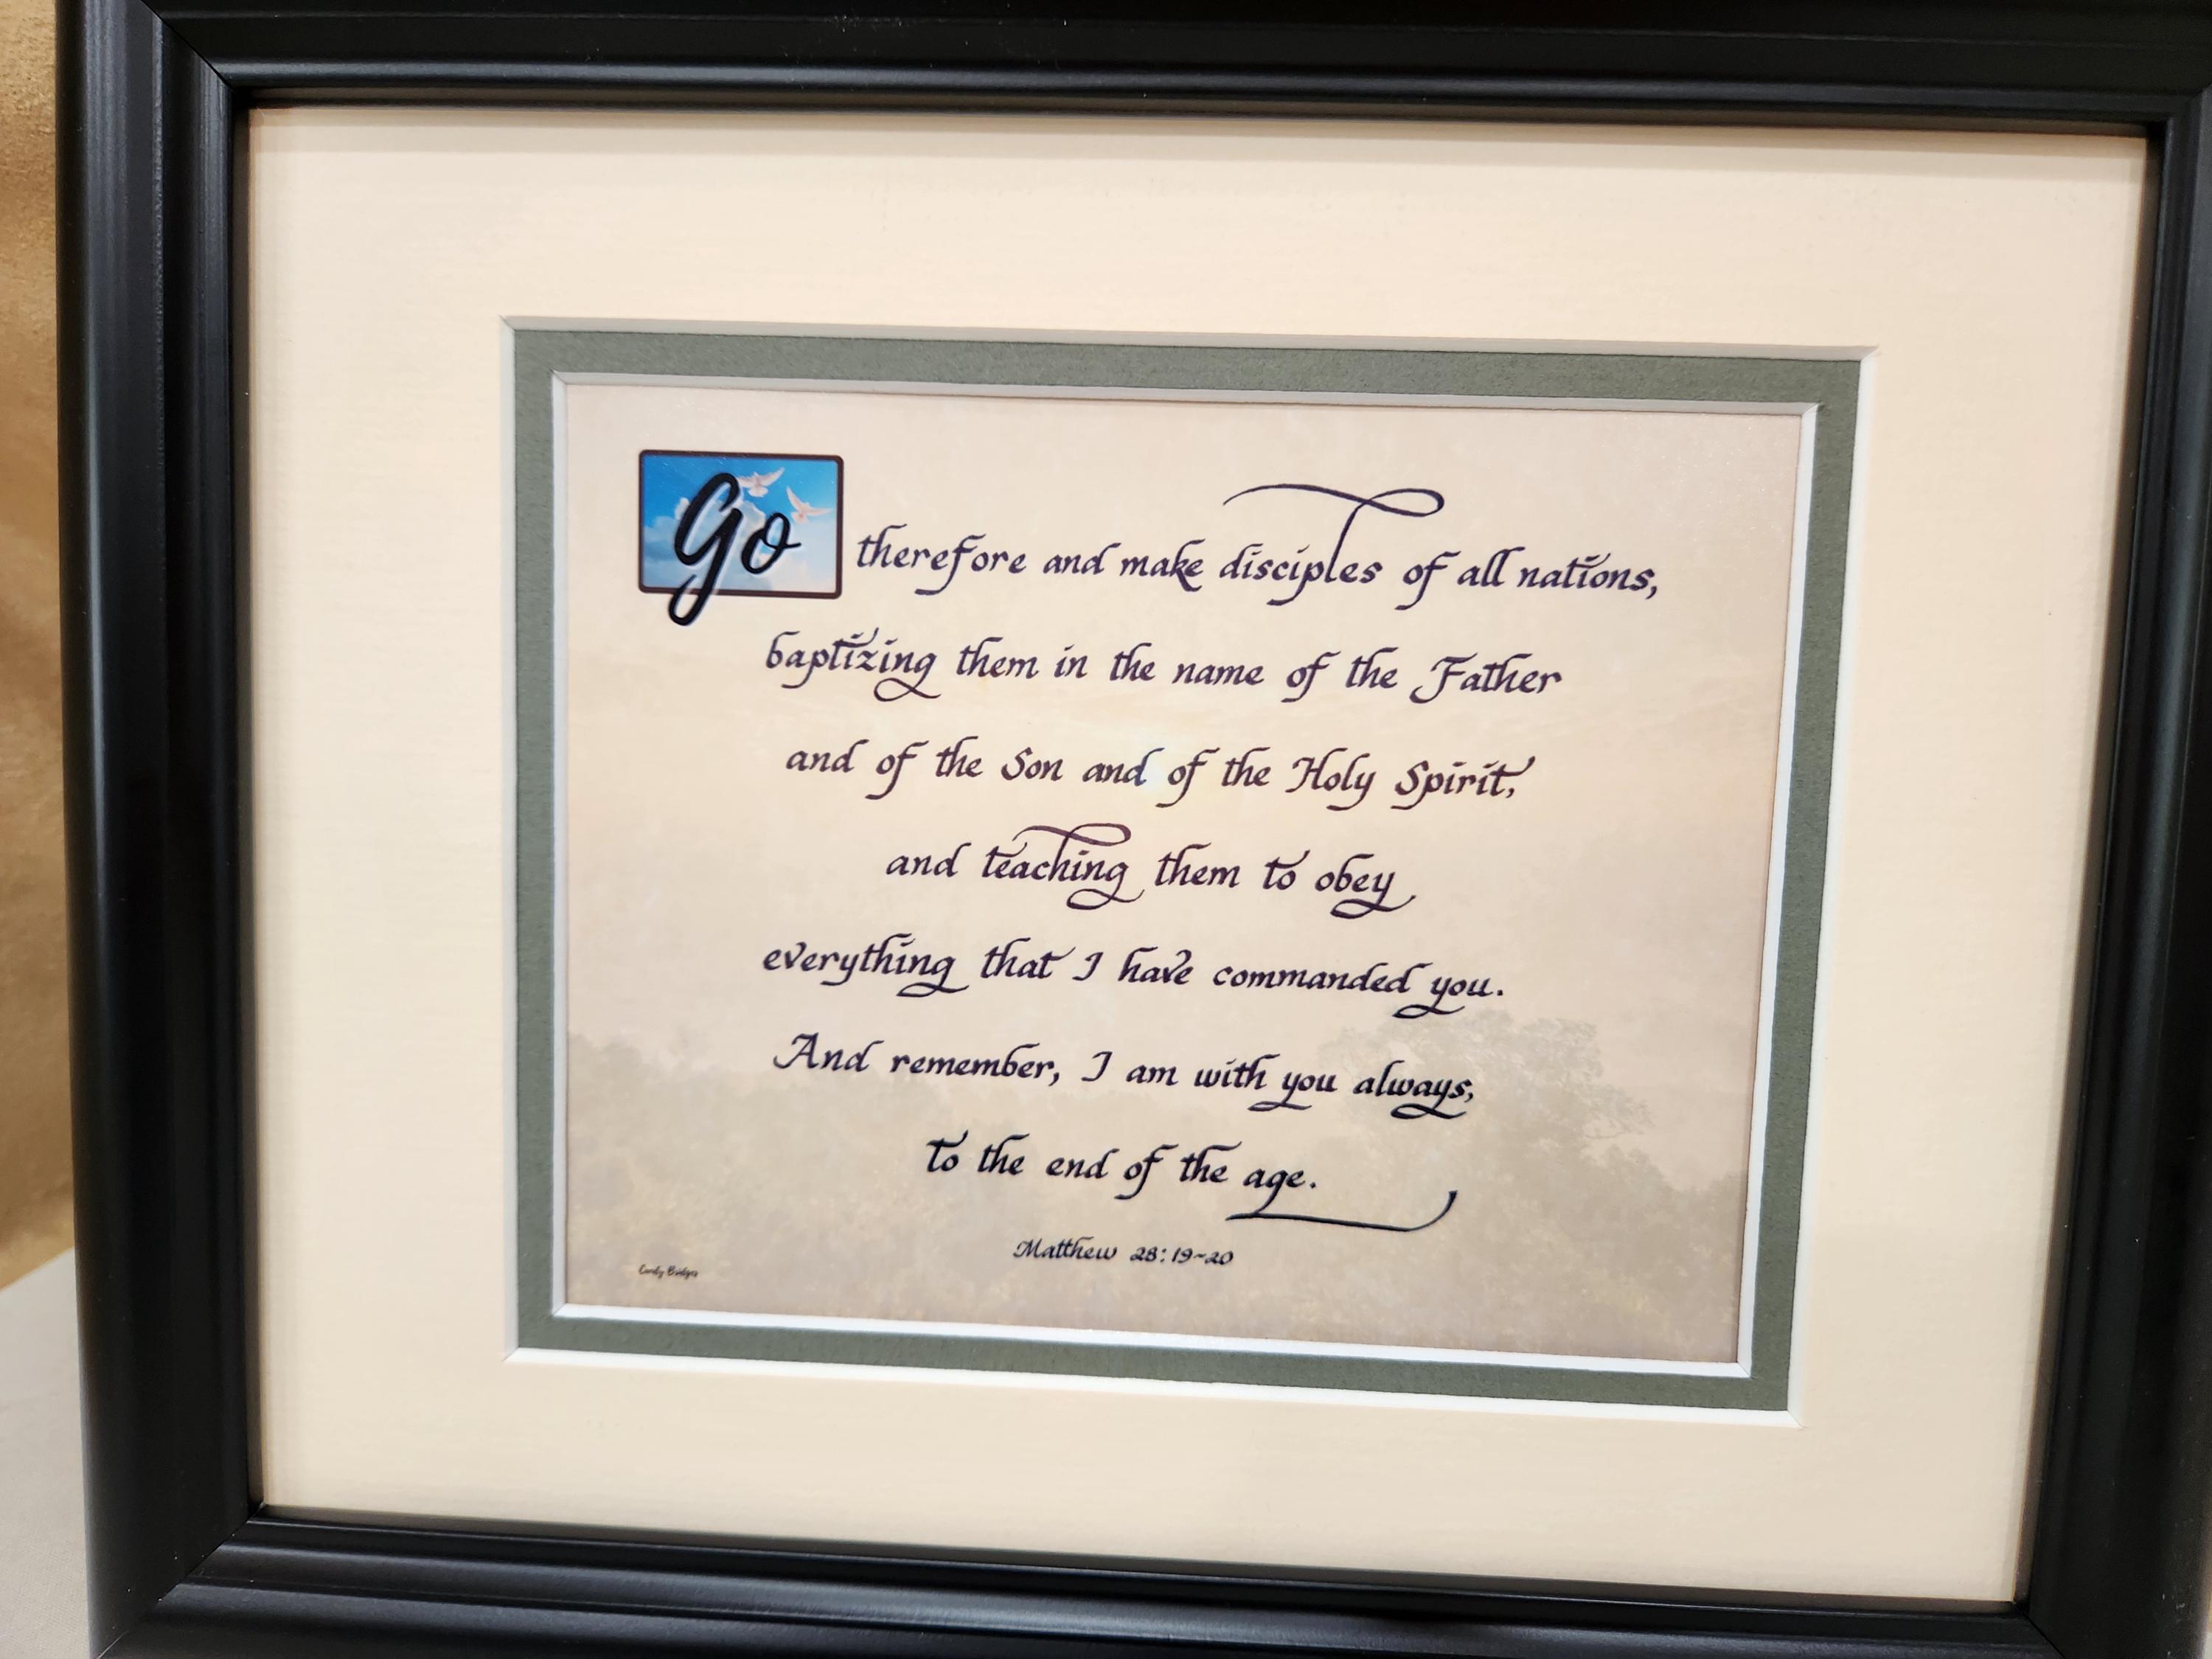 Go therefore and make disciples of all nations,
baptizing them in the name of the Father
and of the Son and of the Holy Spirit,
and teaching them to obey
everything that I have commanded you.
And remember, I am with you always,
to the end of the age.
Matthew 28:19~20
Candy Bridges